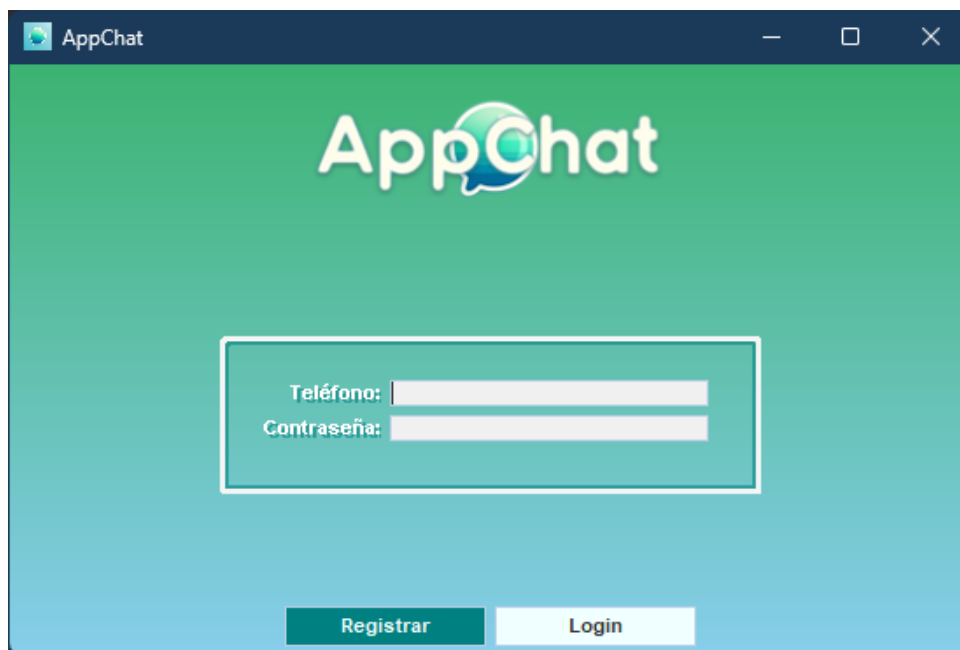 AppChat
AppChat
Teléfono:
Contraseña:
Registrar
Login